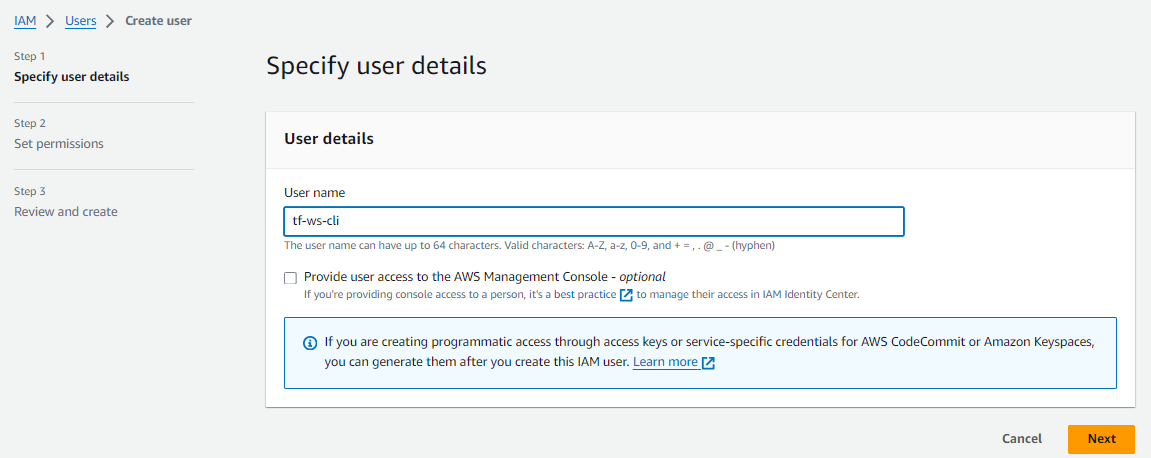 IAM > Users > Create user
Step 1
Specify user details
Step 2
Set permissions
Step 3
Review and create
Specify user details
User details
User name
tf-ws-cli
The user name can have up to 64 characters. Valid characters: A-Z, a-z, 0-9, and + = , . @ _ - (hyphen)
Provide user access to the AWS Management Console - optional
If you're providing console access to a person, it's a best practice to manage their access in IAM Identity Center.
If you are creating programmatic access through access keys or service-specific credentials for AWS CodeCommit or Amazon Keyspaces,
you can generate them after you create this IAM user. Learn more
Cancel
Next